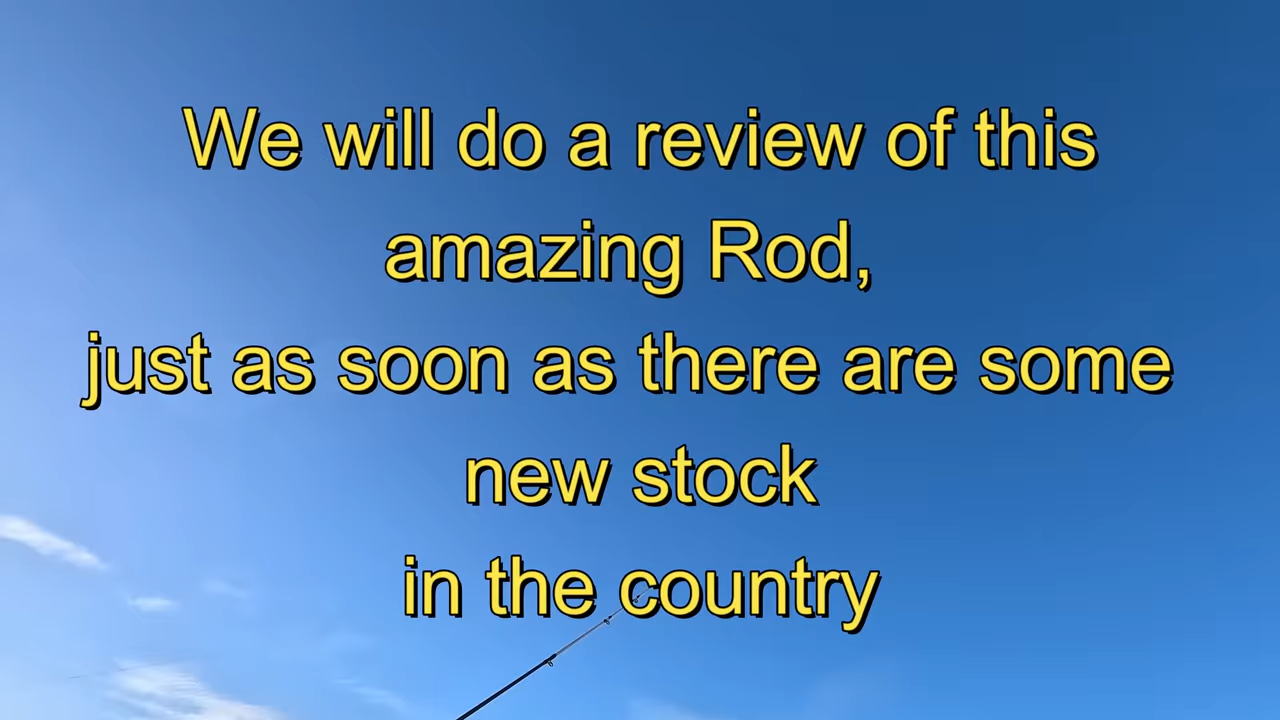 We will do a review of this
amazing Rod,
just as soon as there are some
new stock
in the country